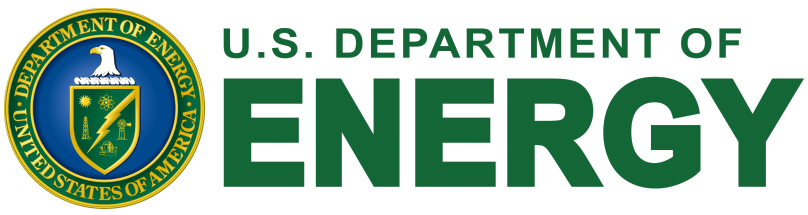 DEPARTMENT OF ENERGY
UNITED STATES OF AMERICA
U.S. DEPARTMENT OF
ENERGY